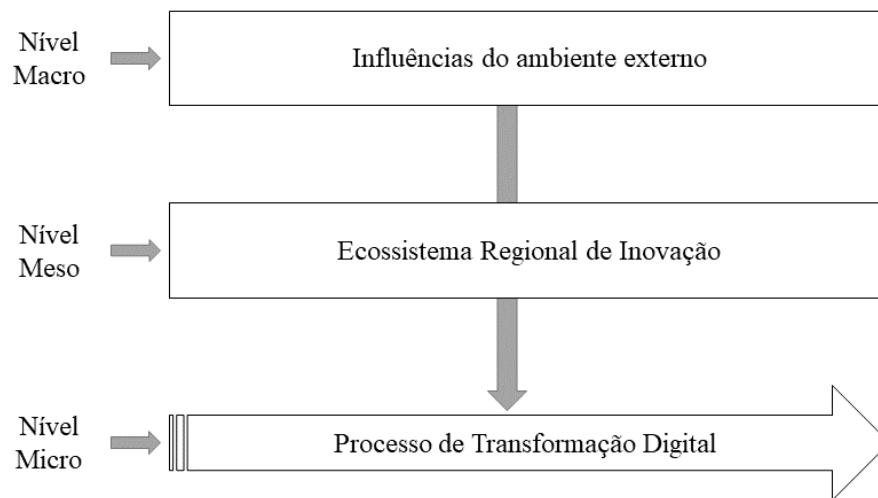 Nível
Macro
Influências do ambiente externo
Nível
Meso
Ecossistema Regional de Inovação
Nível
Micro
Processo de Transformação Digital